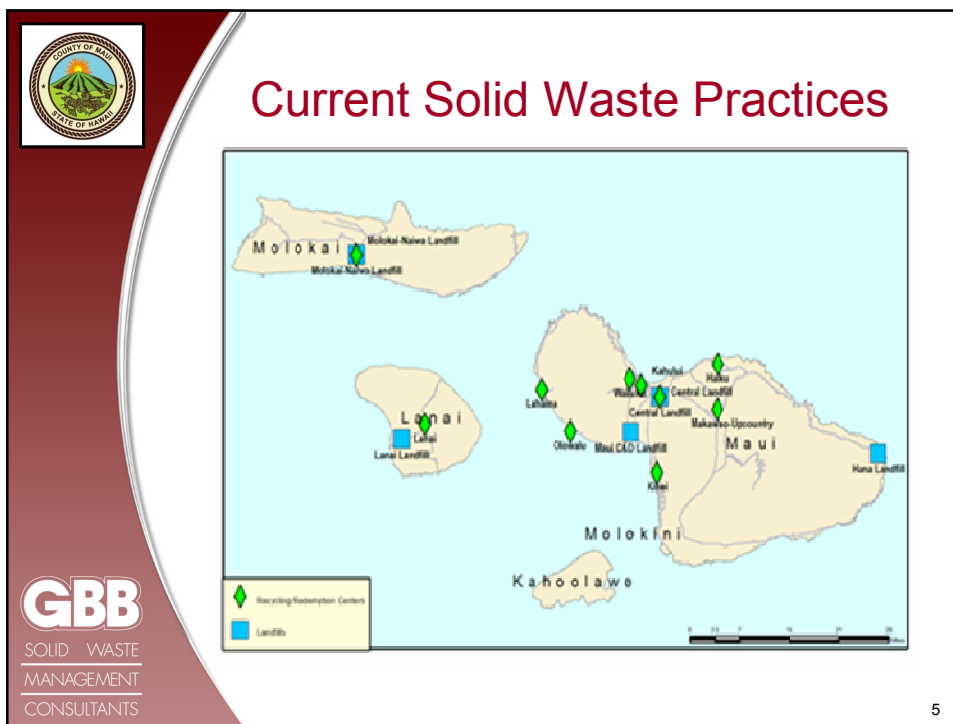 COUNTY OF MAUI
STATE OF HAWAII
Current Solid Waste Practices
Molokai
Molokai-Naiwa Landfill
Molokai-Naiwa Landfill
Lanai
Lanai
Lanai Landfill
Lahaina
Olowalu
Kahului
Central Landfill
Central Landfill
Maui C&D Landfill
Haiku
Makawao-Upcountry
Maui
Hana Landfill
Kihei
Molokini
Kahoolawe
Recycling/Redemption Centers
Landfills
GBB
SOLID WASTE
MANAGEMENT
CONSULTANTS
5